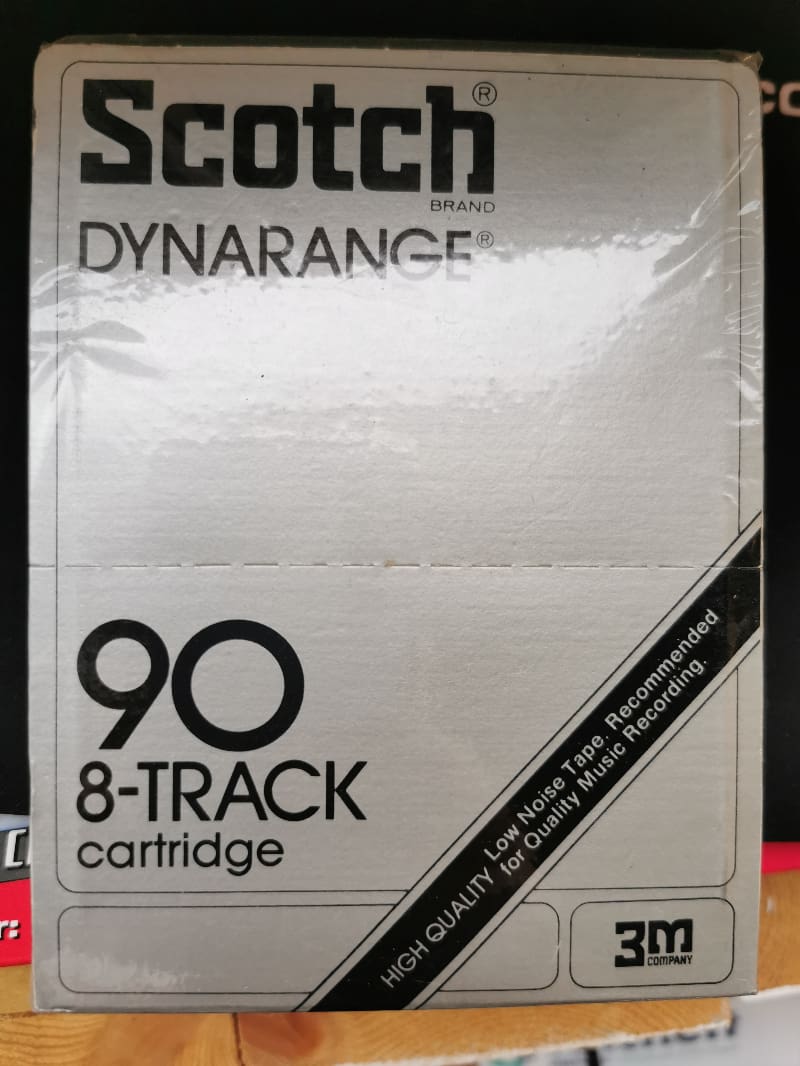 Scotch®
BRAND
DYNARANGE®
90
8-TRACK
cartridge
HIGH QUALITY Low Noise Tape. Recommended
for Quality Music Recording.
3M
COMPANY